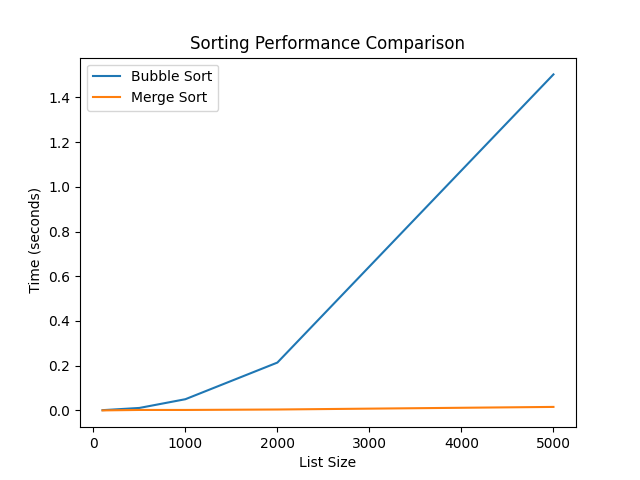 Sorting Performance Comparison
Bubble Sort
Merge Sort
Time (seconds)
1.4
1.2
1.0
0.8
0.6
0.4
0.2
0.0
0 1000 2000 3000 4000 5000
List Size